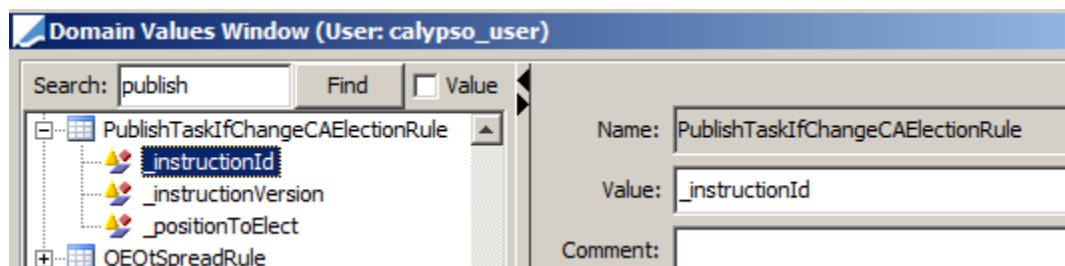 Domain Values Window (User: calypso_user)
Search: publish Find Value
PublishTaskIfChangeCAElectionRule
_instructionId
_instructionVersion
_positionToElect
OEOtSpreadRule
Name: PublishTaskIfChangeCAElectionRule
Value: _instructionId
Comment: